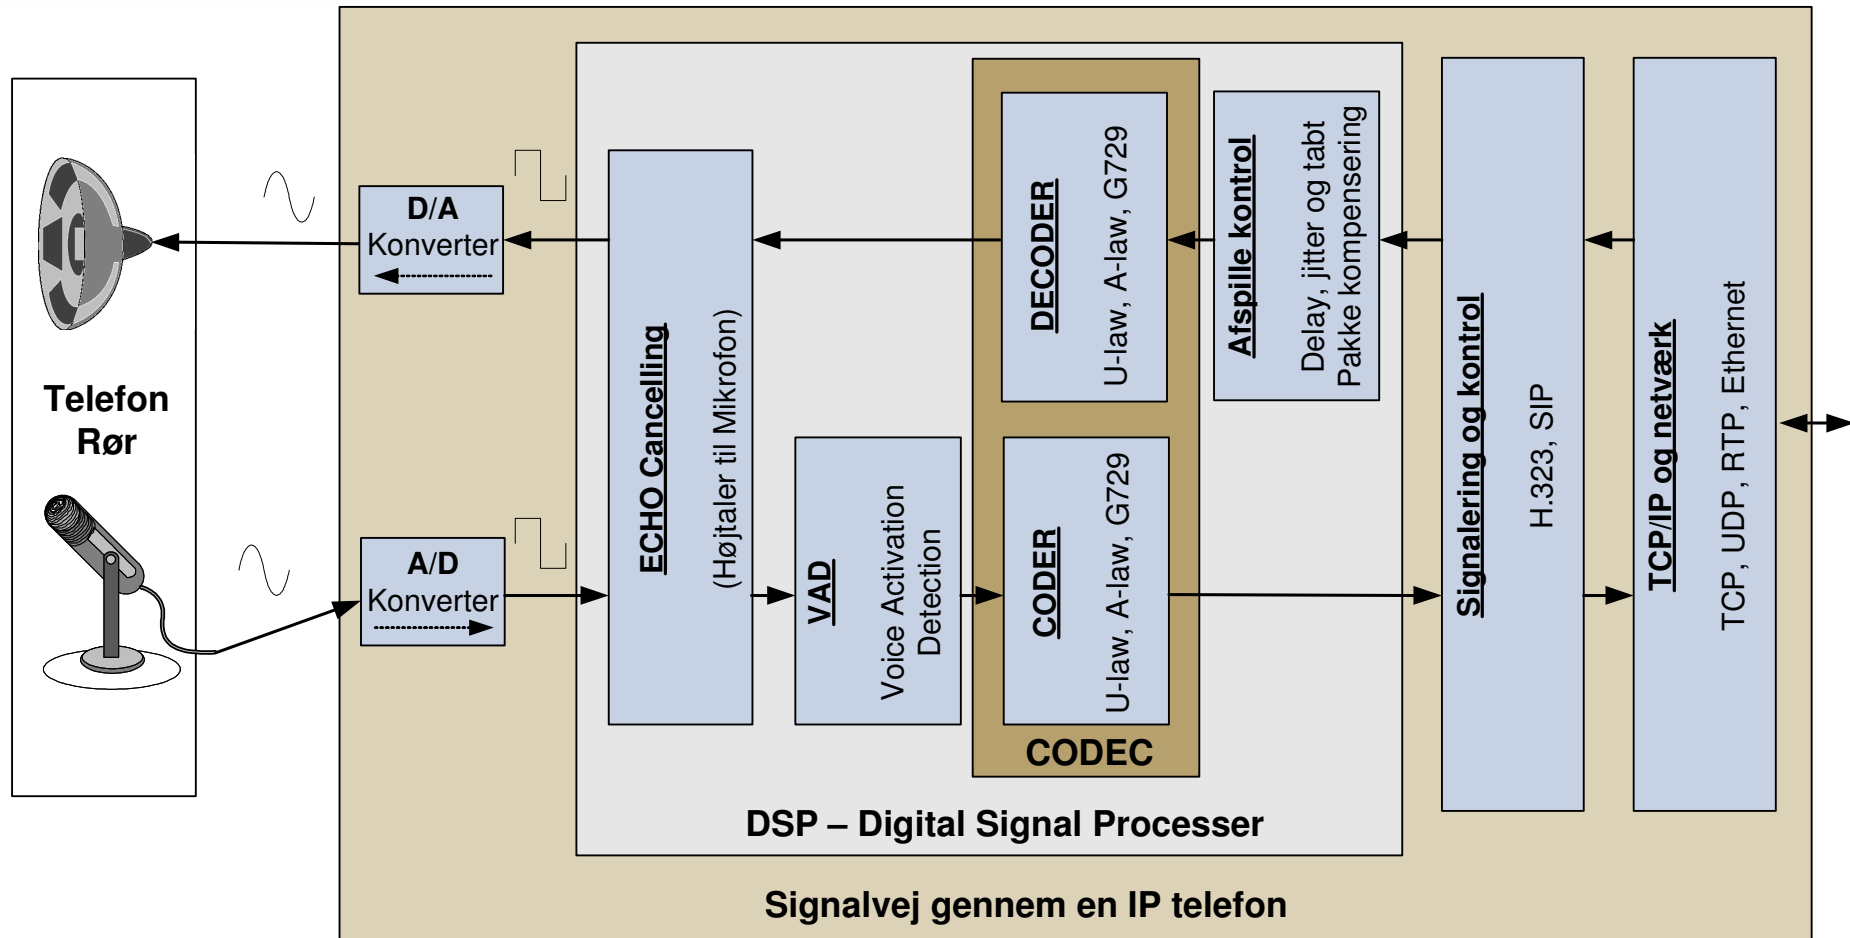 Telefon
Rør
D/A
Konverter
A/D
Konverter
ECHO Cancelling
(Højtaler til Mikrofon)
VAD
Voice Activation
Detection
DECODER
U-law, A-law, G729
CODER
U-law, A-law, G729
CODEC
Afspille kontrol
Delay, jitter og tabt
Pakke kompensering
Signalering og kontrol
H.323, SIP
TCP/IP og netværk
TCP, UDP, RTP, Ethernet
DSP – Digital Signal Processer
Signalvej gennem en IP telefon